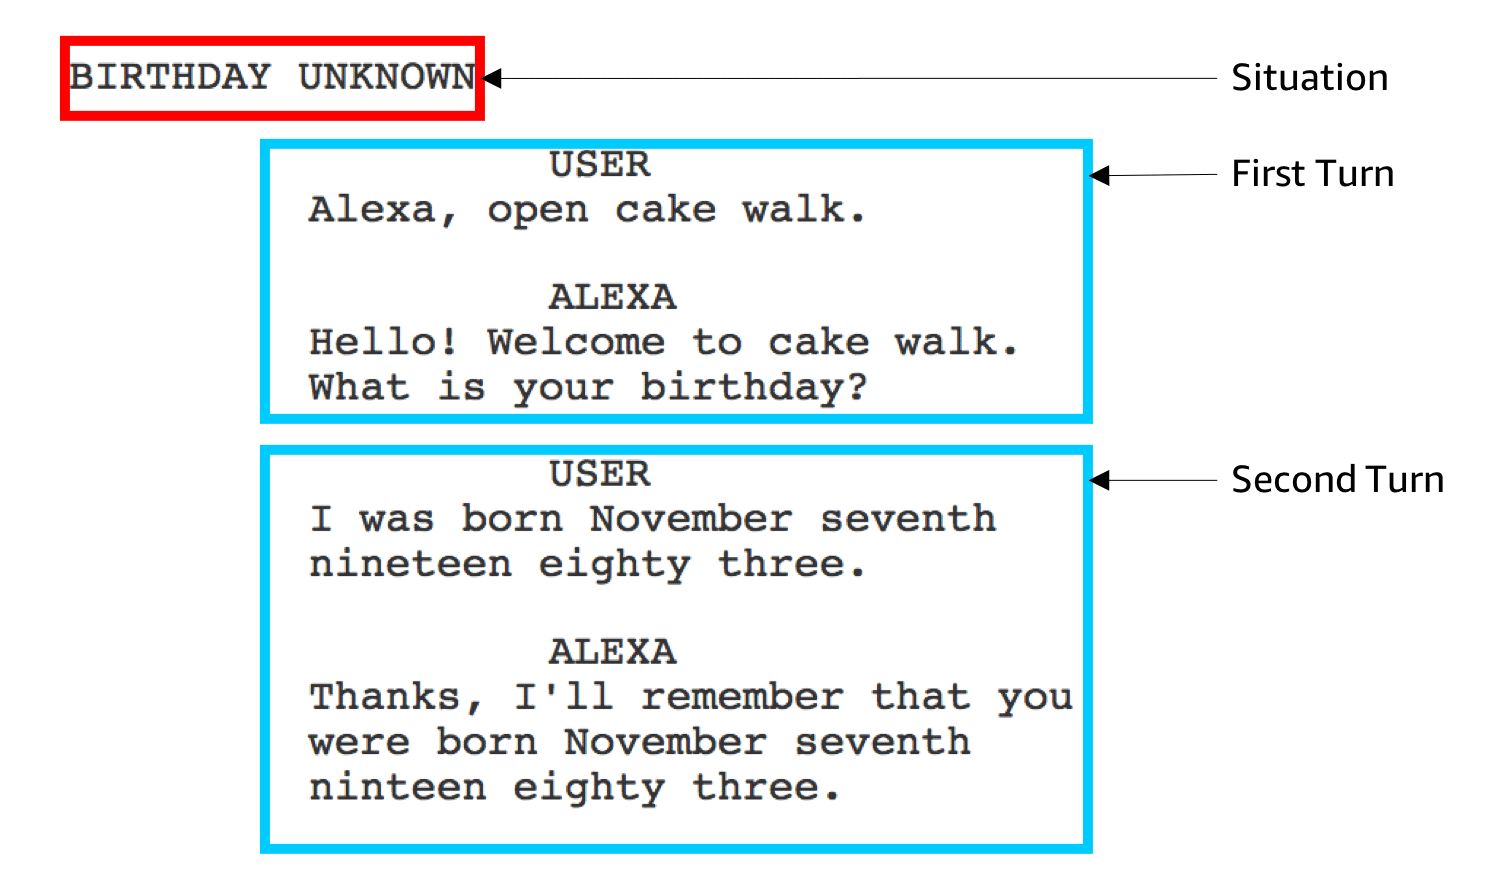 BIRTHDAY UNKNOWN
Situation
USER
First Turn
Alexa, open cake walk.
ALEXA
Hello! Welcome to cake walk.
What is your birthday?
USER
Second Turn
I was born November seventh
nineteen eighty three.
ALEXA
Thanks, I'll remember that you
were born November seventh
ninteen eighty three.